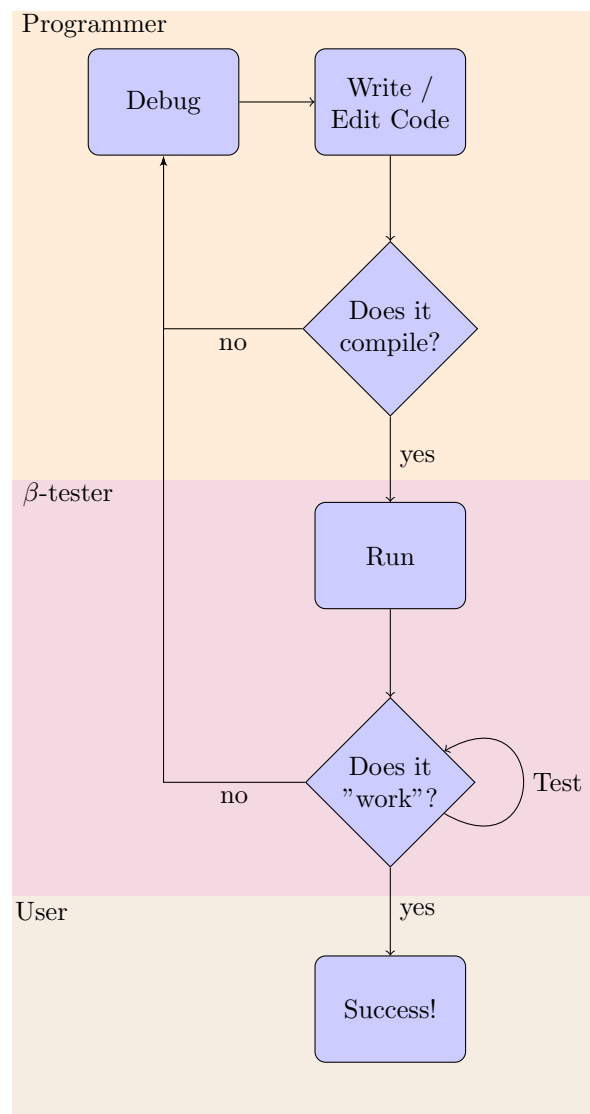 Programmer
Debug
Write /
Edit Code
Does it
compile?
no
yes
β-tester
Run
Does it
”work”?
Test
no
yes
User
Success!